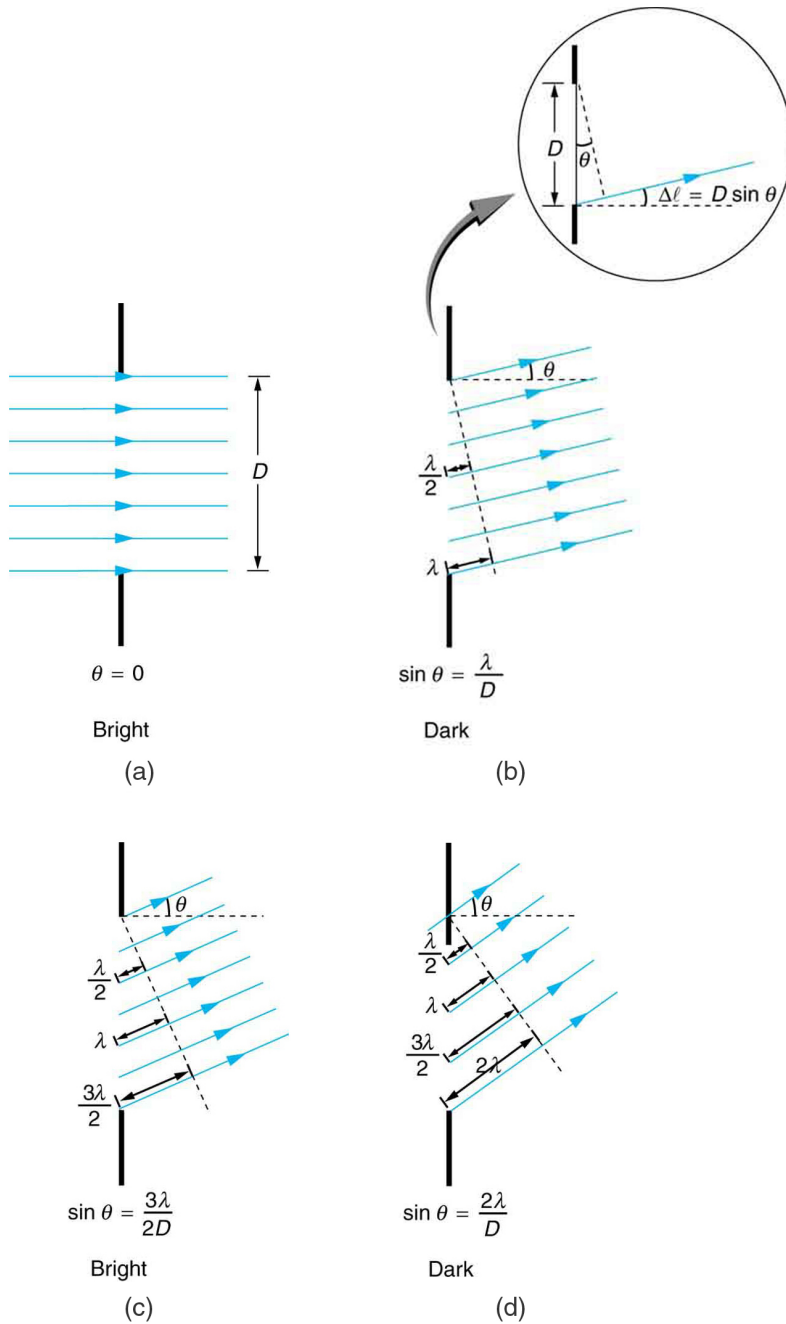 D
θ
Δℓ = D sin θ
D
θ = 0
Bright
(a)
θ
λ/2
λ
sin θ = λ/D
Dark
(b)
θ
λ/2
λ
3λ/2
sin θ = 3λ/2D
Bright
(c)
θ
λ/2
λ
3λ/2
2λ
sin θ = 2λ/D
Dark
(d)